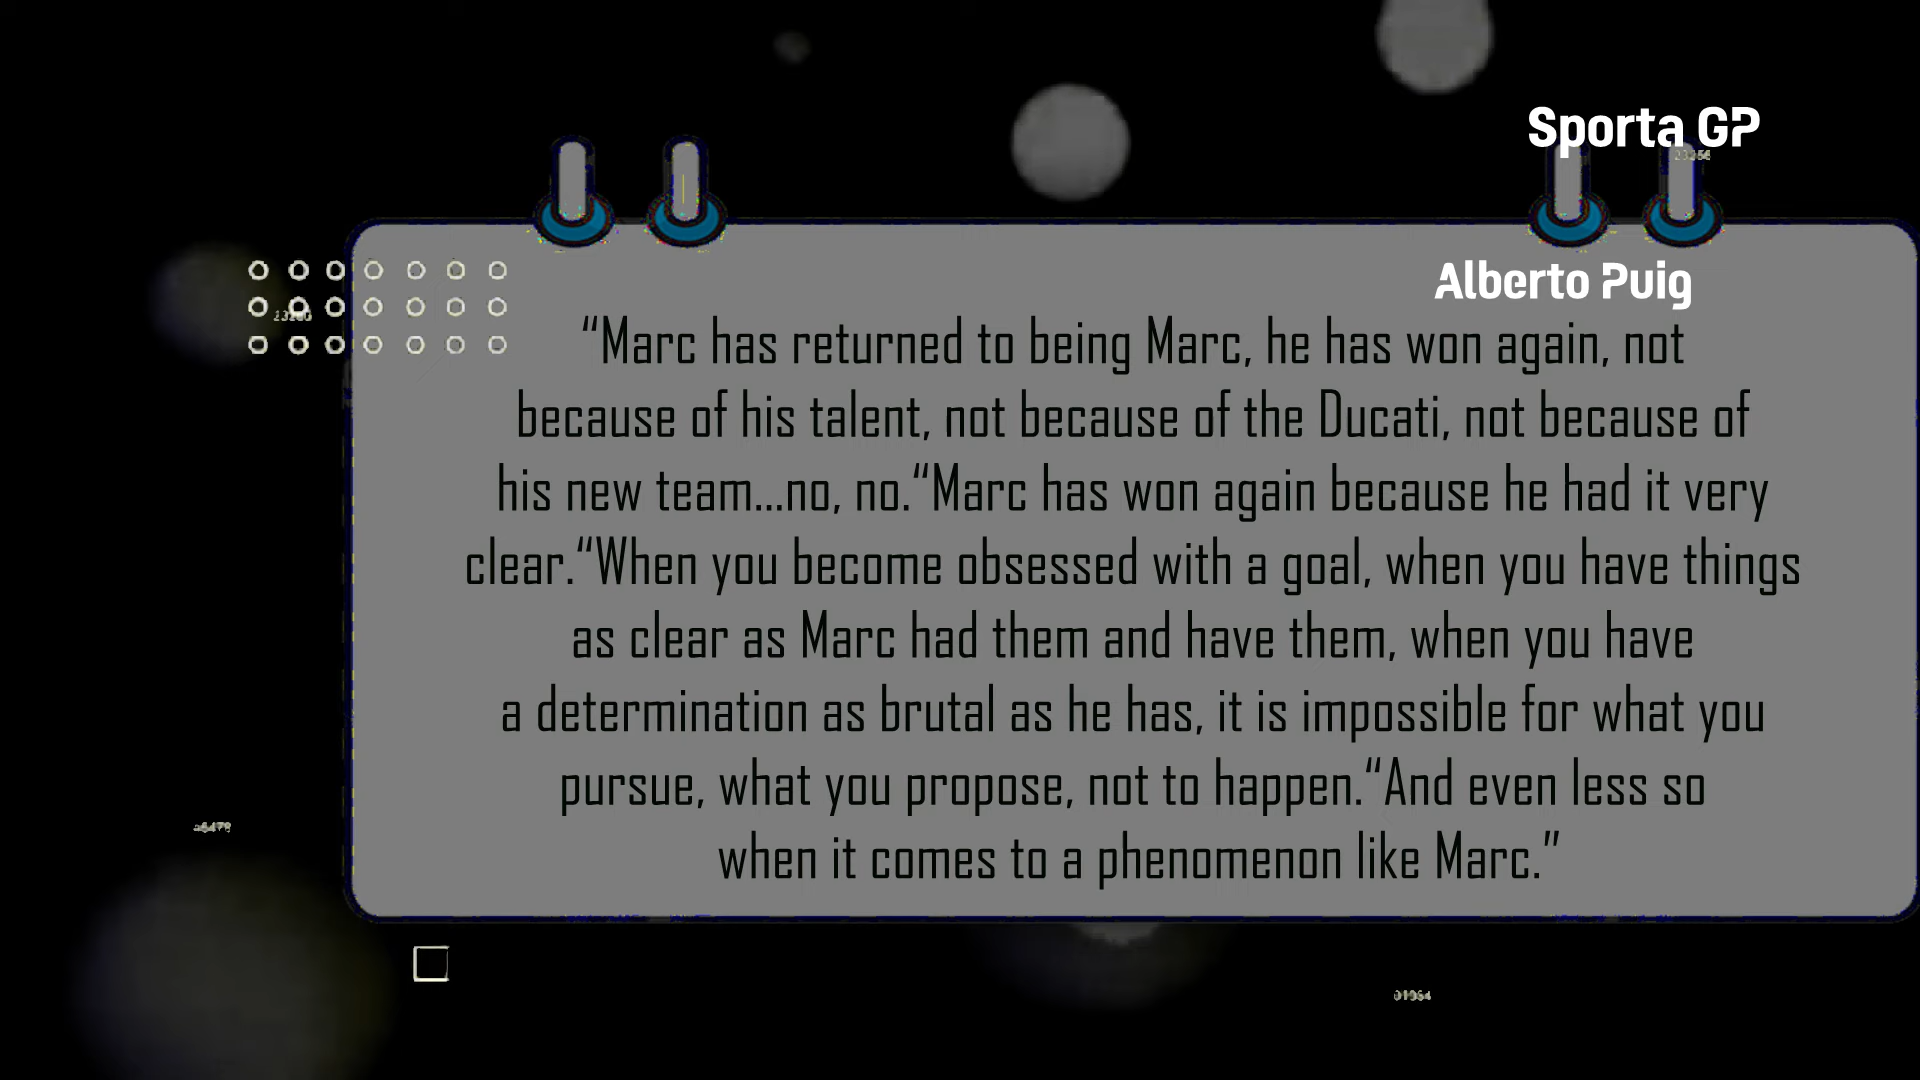 Sporta GP
Alberto Puig
“Marc has returned to being Marc, he has won again, not
because of his talent, not because of the Ducati, not because of
his new team...no, no.“Marc has won again because he had it very
clear.“When you become obsessed with a goal, when you have things
as clear as Marc had them and have them, when you have
a determination as brutal as he has, it is impossible for what you
pursue, what you propose, not to happen.“And even less so
when it comes to a phenomenon like Marc.”